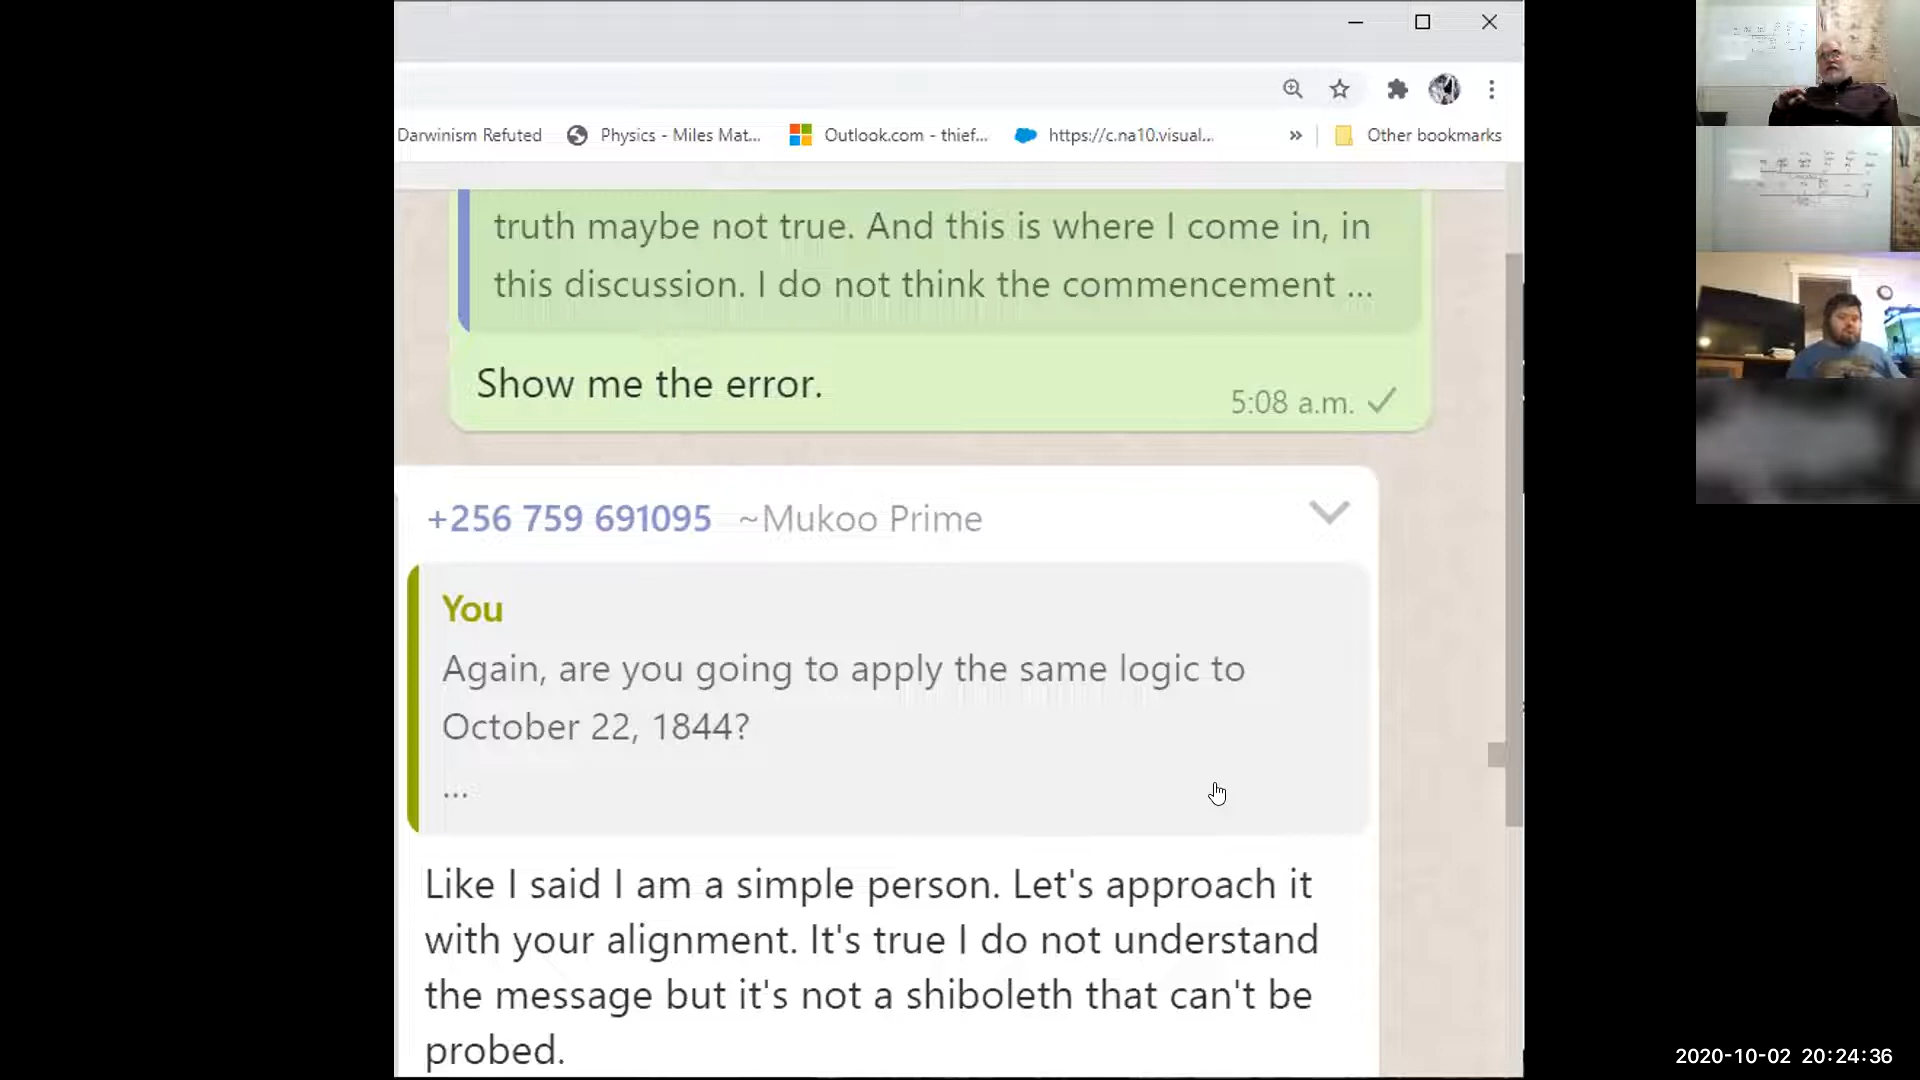 Darwinism Refuted Physics - Miles Mat... Outlook.com - thief... https://c.na10.visual... » Other bookmarks
truth maybe not true. And this is where I come in, in
this discussion. I do not think the commencement ...
Show me the error.
5:08 a.m.
+256 759 691095 ~Mukoo Prime
You
Again, are you going to apply the same logic to
October 22, 1844?
...
Like I said I am a simple person. Let's approach it
with your alignment. It's true I do not understand
the message but it's not a shiboleth that can't be
probed.
2020-10-02 20:24:36